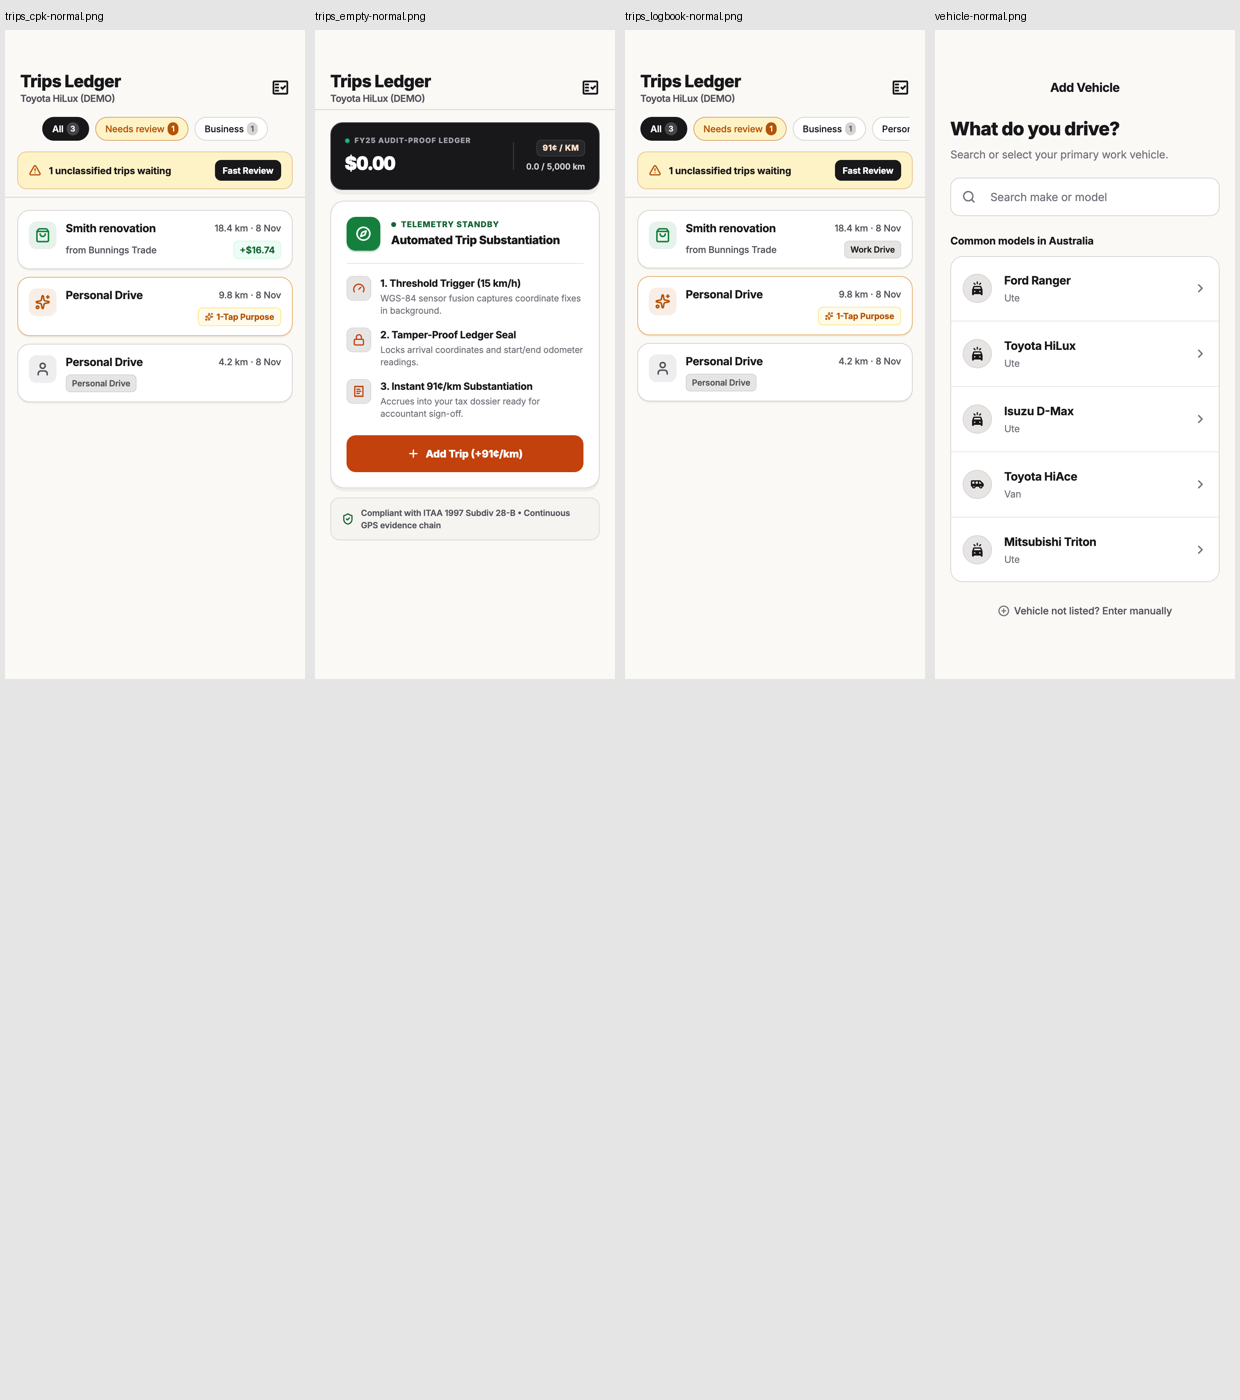 trips_cpk-normal.png
Trips Ledger
Toyota HiLux (DEMO)
All 3
Needs review 1
Business 1
1 unclassified trips waiting
Fast Review
Smith renovation
18.4 km · 8 Nov
from Bunnings Trade
+$16.74
Personal Drive
9.8 km · 8 Nov
1-Tap Purpose
Personal Drive
4.2 km · 8 Nov
Personal Drive
trips_empty-normal.png
Trips Ledger
Toyota HiLux (DEMO)
FY25 AUDIT-PROOF LEDGER
$0.00
91¢ / KM
0.0 / 5,000 km
TELEMETRY STANDBY
Automated Trip Substantiation
1. Threshold Trigger (15 km/h)
WGS-84 sensor fusion captures coordinate fixes
in background.
2. Tamper-Proof Ledger Seal
Locks arrival coordinates and start/end odometer
readings.
3. Instant 91¢/km Substantiation
Accrues into your tax dossier ready for
accountant sign-off.
+ Add Trip (+91¢/km)
Compliant with ITAA 1997 Subdiv 28-B • Continuous
GPS evidence chain
trips_logbook-normal.png
Trips Ledger
Toyota HiLux (DEMO)
All 3
Needs review 1
Business 1
Person
1 unclassified trips waiting
Fast Review
Smith renovation
18.4 km · 8 Nov
from Bunnings Trade
Work Drive
Personal Drive
9.8 km · 8 Nov
1-Tap Purpose
Personal Drive
4.2 km · 8 Nov
Personal Drive
vehicle-normal.png
Add Vehicle
What do you drive?
Search or select your primary work vehicle.
Search make or model
Common models in Australia
Ford Ranger
Ute
Toyota HiLux
Ute
Isuzu D-Max
Ute
Toyota HiAce
Van
Mitsubishi Triton
Ute
Vehicle not listed? Enter manually